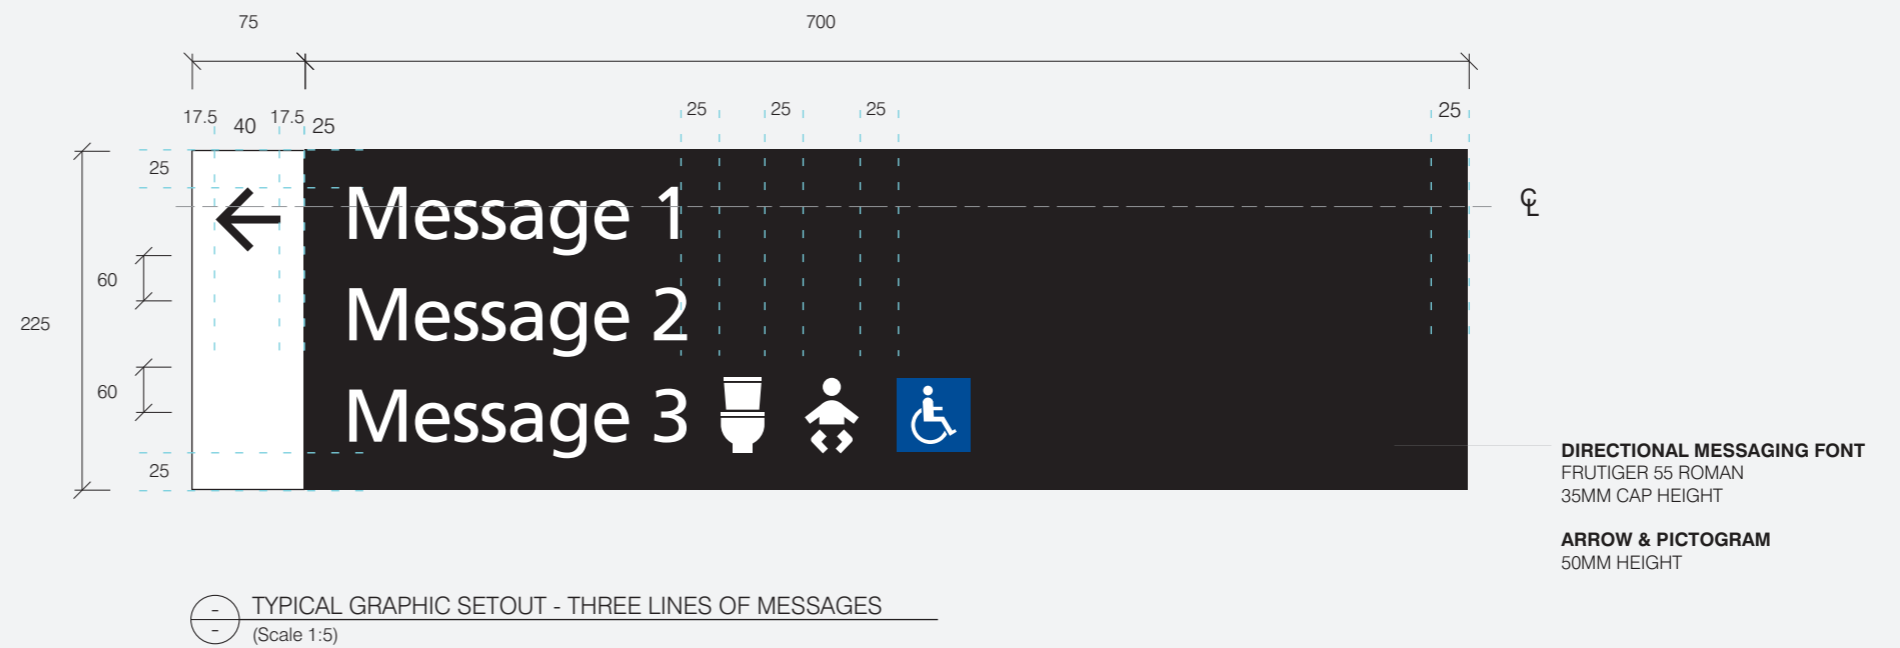 75
700
17.5
40
17.5
25
25
25
25
25
25
Message 1
℄
60
Message 2
225
60
Message 3
25
DIRECTIONAL MESSAGING FONT
FRUTIGER 55 ROMAN
35MM CAP HEIGHT
ARROW & PICTOGRAM
50MM HEIGHT
-
-
TYPICAL GRAPHIC SETOUT - THREE LINES OF MESSAGES
(Scale 1:5)